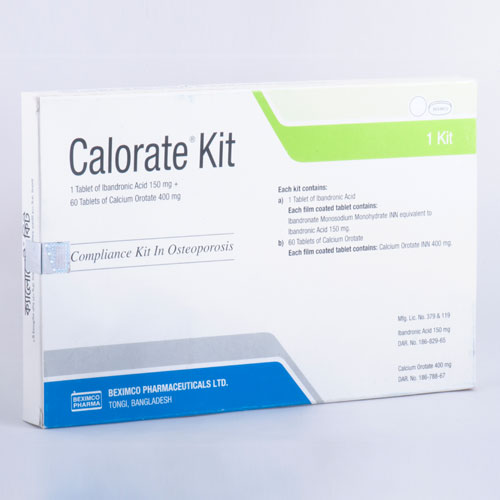 Calorate® Kit
1 Tablet of Ibandronic Acid 150 mg +
60 Tablets of Calcium Orotate 400 mg
Compliance Kit In Osteoporosis
BEXIMCO
PHARMA
BEXIMCO PHARMACEUTICALS LTD.
TONGI, BANGLADESH
1 Kit
Each kit contains:
a) 1 Tablet of Ibandronic Acid
Each film coated tablet contains:
Ibandronate Monosodium Monohydrate INN equivalent to
Ibandronic Acid 150 mg.
b) 60 Tablets of Calcium Orotate
Each film coated tablet contains: Calcium Orotate INN 400 mg.
Mfg. Lic. No. 379 & 119
Ibandronic Acid 150 mg
DAR. No. 186-829-65
Calcium Orotate 400 mg
DAR. No. 186-788-67